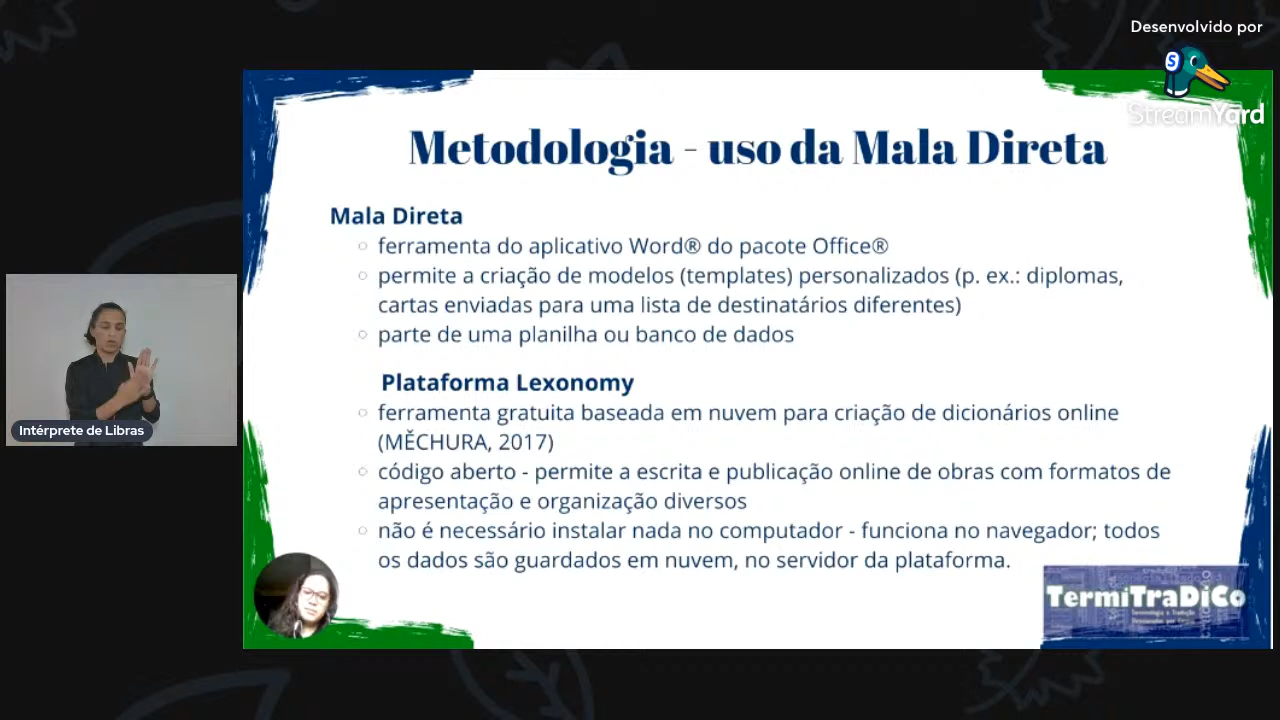 Desenvolvido por
StreamYard
Metodologia - uso da Mala Direta
Mala Direta
ferramenta do aplicativo Word® do pacote Office®
permite a criação de modelos (templates) personalizados (p. ex.: diplomas,
cartas enviadas para uma lista de destinatários diferentes)
parte de uma planilha ou banco de dados
Plataforma Lexonomy
ferramenta gratuita baseada em nuvem para criação de dicionários online
(MĚCHURA, 2017)
código aberto - permite a escrita e publicação online de obras com formatos de
apresentação e organização diversos
não é necessário instalar nada no computador - funciona no navegador; todos
os dados são guardados em nuvem, no servidor da plataforma.
Intérprete de Libras
TermiTraDiCo